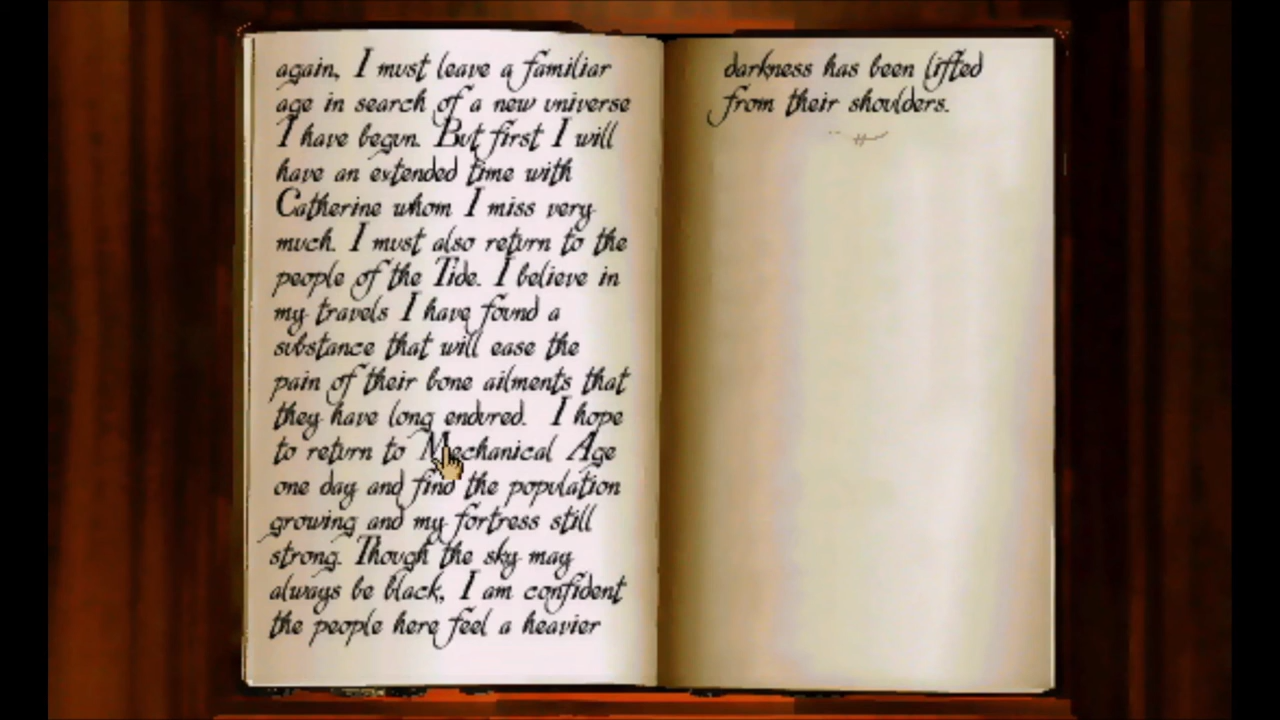 again, I must leave a familiar
age in search of a new universe
I have begun. But first I will
have an extended time with
Catherine whom I miss very
much. I must also return to the
people of the Tide. I believe in
my travels I have found a
substance that will ease the
pain of their bone ailments that
they have long endured. I hope
to return to Mechanical Age
one day and find the population
growing and my fortress still
strong. Though the sky may
always be black, I am confident
the people here feel a heavier
darkness has been lifted
from their shoulders.